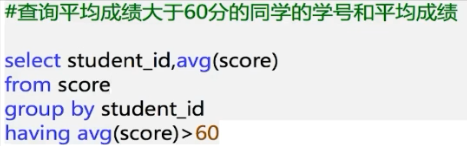 #查询平均成绩大于60分的同学的学号和平均成绩
select student_id,avg(score)
from score
group by student_id
having avg(score)>60